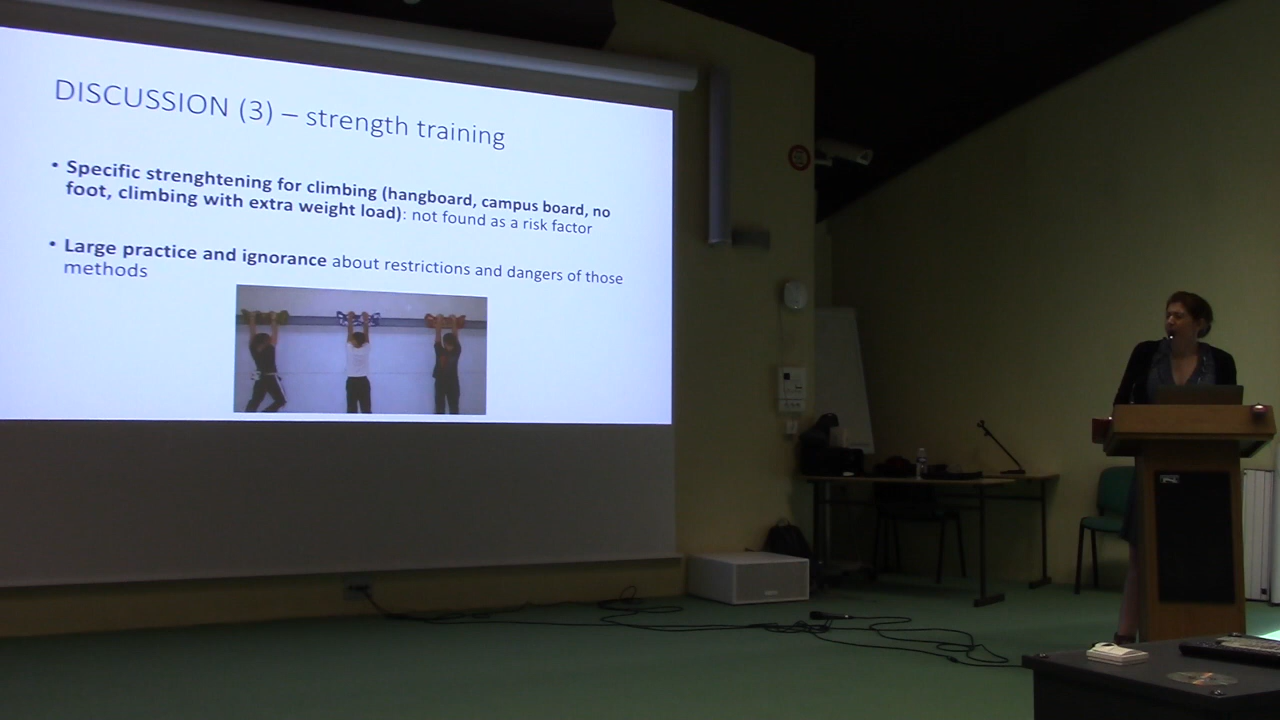 DISCUSSION (3) – strength training
• Specific strenghtening for climbing (hangboard, campus board, no
foot, climbing with extra weight load): not found as a risk factor
• Large practice and ignorance about restrictions and dangers of those
methods